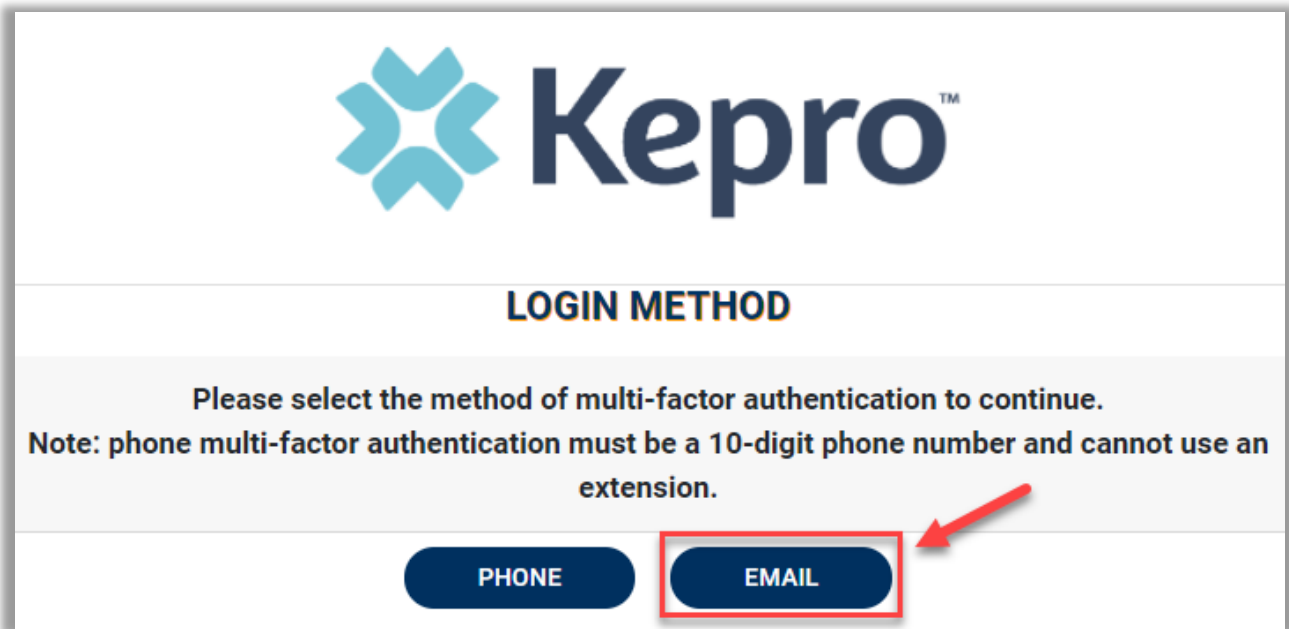 Kepro™
LOGIN METHOD
Please select the method of multi-factor authentication to continue.
Note: phone multi-factor authentication must be a 10-digit phone number and cannot use an
extension.
PHONE EMAIL